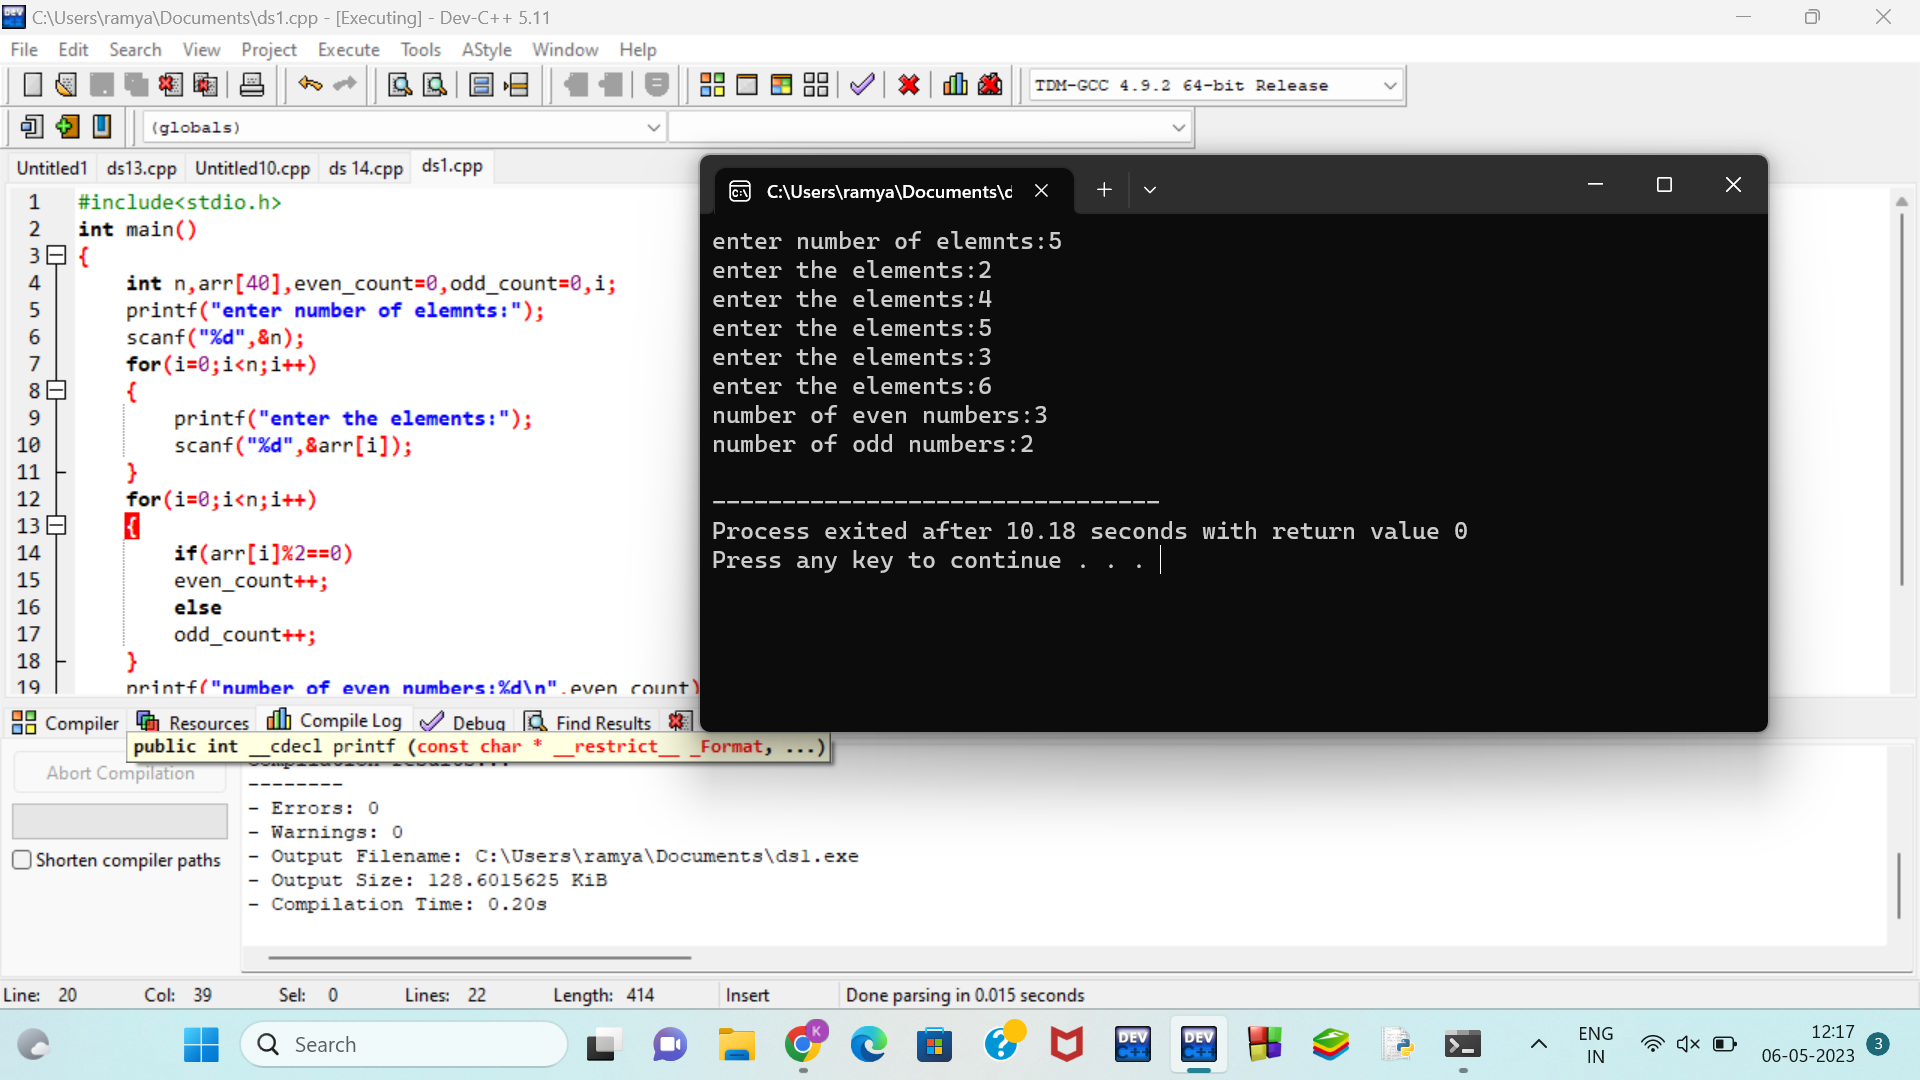 C:\Users\ramya\Documents\ds1.cpp - [Executing] - Dev-C++ 5.11
File Edit Search View Project Execute Tools AStyle Window Help
TDM-GCC 4.9.2 64-bit Release
(globals)
Untitled1 ds13.cpp Untitled10.cpp ds 14.cpp ds1.cpp
1 #include<stdio.h>
2 int main()
3 {
4 int n,arr[40],even_count=0,odd_count=0,i;
5 printf("enter number of elemnts:");
6 scanf("%d",&n);
7 for(i=0;i<n;i++)
8 {
9 printf("enter the elements:");
10 scanf("%d",&arr[i]);
11 }
12 for(i=0;i<n;i++)
13 {
14 if(arr[i]%2==0)
15 even_count++;
16 else
17 odd_count++;
18 }
19 printf("number of even numbers:%d\n",even_count)
C:\Users\ramya\Documents\d
enter number of elemnts:5
enter the elements:2
enter the elements:4
enter the elements:5
enter the elements:3
enter the elements:6
number of even numbers:3
number of odd numbers:2
--------------------------------
Process exited after 10.18 seconds with return value 0
Press any key to continue . . .
Compiler Resources Compile Log Debug Find Results
public int __cdecl printf (const char * __restrict__ _Format, ...)
Abort Compilation
Shorten compiler paths
Compilation results...
--------
- Errors: 0
- Warnings: 0
- Output Filename: C:\Users\ramya\Documents\ds1.exe
- Output Size: 128.6015625 KiB
- Compilation Time: 0.20s
Line: 20 Col: 39 Sel: 0 Lines: 22 Length: 414 Insert Done parsing in 0.015 seconds
Search
K
DEV C++
DEV C++
ENG
IN
12:17
06-05-2023
3